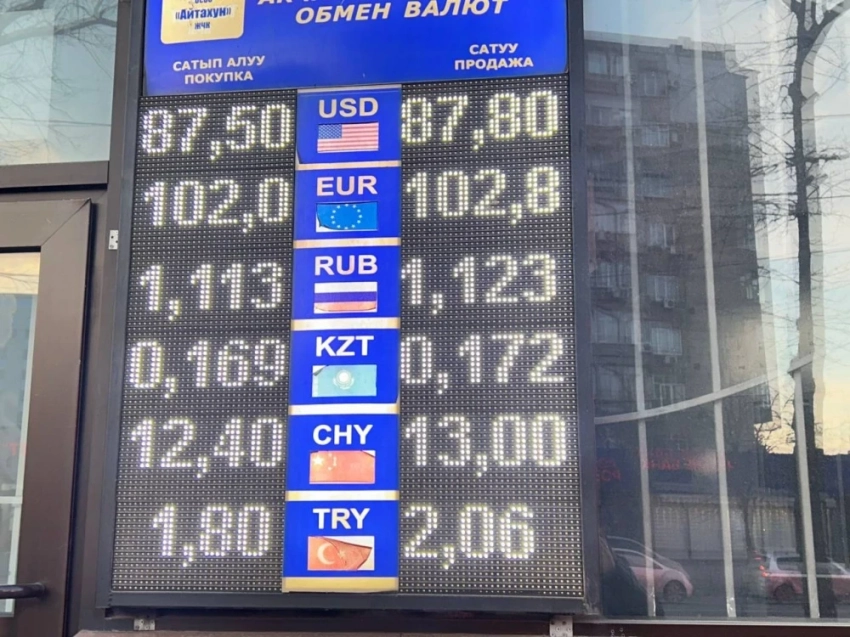 «Айтахун»
ЖЧК
ОБМЕН ВАЛЮТ
САТЫП АЛУУ
ПОКУПКА
САТУУ
ПРОДАЖА
87,50 USD 87,80
102,0 EUR 102,8
1,113 RUB 1,123
0,169 KZT 0,172
12,40 CHY 13,00
1,80 TRY 2,06